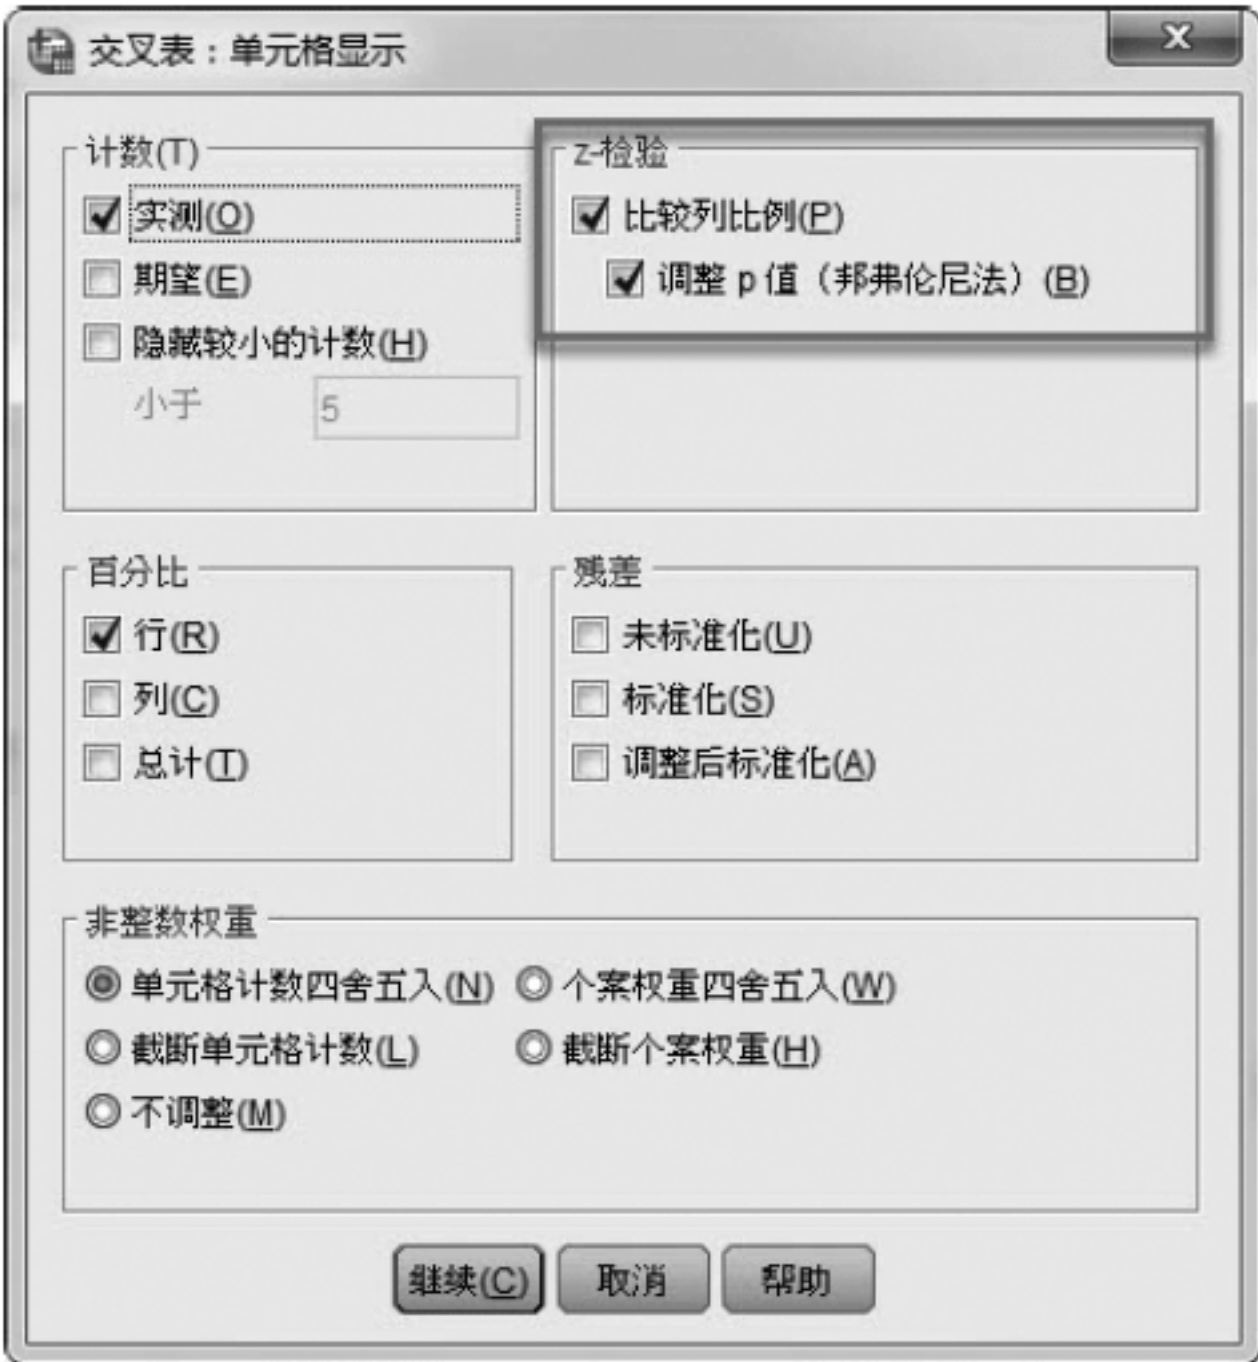 交叉表：单元格显示
计数(T)
实测(O)
期望(E)
隐藏较小的计数(H)
小于 5
z-检验
比较列比例(P)
调整 p 值（邦弗伦尼法）(B)
百分比
行(R)
列(C)
总计(T)
残差
未标准化(U)
标准化(S)
调整后标准化(A)
非整数权重
单元格计数四舍五入(N) 个案权重四舍五入(W)
截断单元格计数(L) 截断个案权重(H)
不调整(M)
继续(C) 取消 帮助